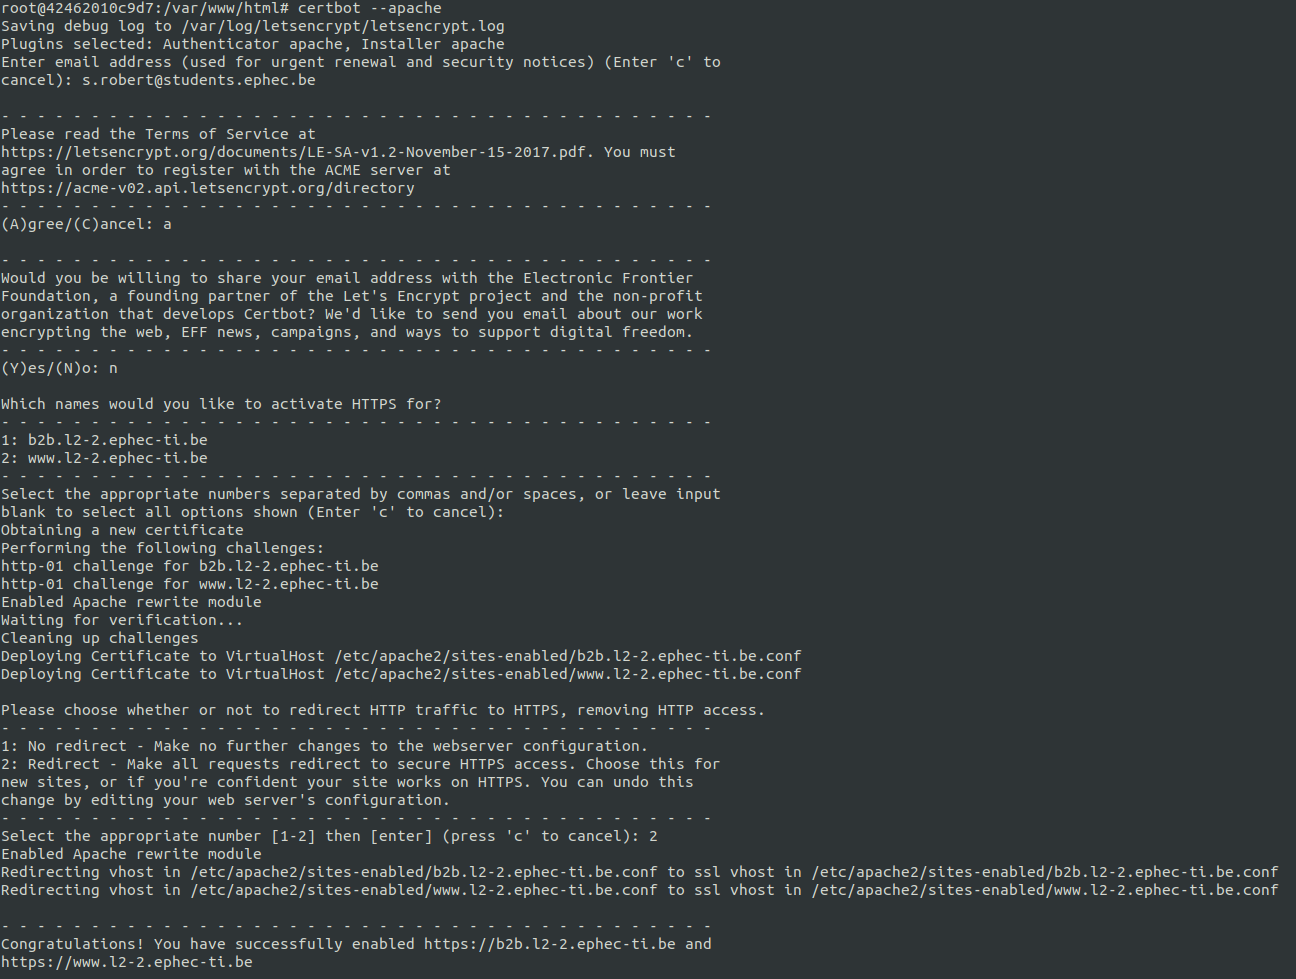 root@42462010c9d7:/var/www/html# certbot --apache
Saving debug log to /var/log/letsencrypt/letsencrypt.log
Plugins selected: Authenticator apache, Installer apache
Enter email address (used for urgent renewal and security notices) (Enter 'c' to
cancel): s.robert@students.ephec.be

- - - - - - - - - - - - - - - - - - - - - - - - - - - - - - - - - - - - - - - -
Please read the Terms of Service at
https://letsencrypt.org/documents/LE-SA-v1.2-November-15-2017.pdf. You must
agree in order to register with the ACME server at
https://acme-v02.api.letsencrypt.org/directory
- - - - - - - - - - - - - - - - - - - - - - - - - - - - - - - - - - - - - - - -
(A)gree/(C)ancel: a

- - - - - - - - - - - - - - - - - - - - - - - - - - - - - - - - - - - - - - - -
Would you be willing to share your email address with the Electronic Frontier
Foundation, a founding partner of the Let's Encrypt project and the non-profit
organization that develops Certbot? We'd like to send you email about our work
encrypting the web, EFF news, campaigns, and ways to support digital freedom.
- - - - - - - - - - - - - - - - - - - - - - - - - - - - - - - - - - - - - - - -
(Y)es/(N)o: n

Which names would you like to activate HTTPS for?
- - - - - - - - - - - - - - - - - - - - - - - - - - - - - - - - - - - - - - - -
1: b2b.l2-2.ephec-ti.be
2: www.l2-2.ephec-ti.be
- - - - - - - - - - - - - - - - - - - - - - - - - - - - - - - - - - - - - - - -
Select the appropriate numbers separated by commas and/or spaces, or leave input
blank to select all options shown (Enter 'c' to cancel):
Obtaining a new certificate
Performing the following challenges:
http-01 challenge for b2b.l2-2.ephec-ti.be
http-01 challenge for www.l2-2.ephec-ti.be
Enabled Apache rewrite module
Waiting for verification...
Cleaning up challenges
Deploying Certificate to VirtualHost /etc/apache2/sites-enabled/b2b.l2-2.ephec-ti.be.conf
Deploying Certificate to VirtualHost /etc/apache2/sites-enabled/www.l2-2.ephec-ti.be.conf

Please choose whether or not to redirect HTTP traffic to HTTPS, removing HTTP access.
- - - - - - - - - - - - - - - - - - - - - - - - - - - - - - - - - - - - - - - -
1: No redirect - Make no further changes to the webserver configuration.
2: Redirect - Make all requests redirect to secure HTTPS access. Choose this for
new sites, or if you're confident your site works on HTTPS. You can undo this
change by editing your web server's configuration.
- - - - - - - - - - - - - - - - - - - - - - - - - - - - - - - - - - - - - - - -
Select the appropriate number [1-2] then [enter] (press 'c' to cancel): 2
Enabled Apache rewrite module
Redirecting vhost in /etc/apache2/sites-enabled/b2b.l2-2.ephec-ti.be.conf to ssl vhost in /etc/apache2/sites-enabled/b2b.l2-2.ephec-ti.be.conf
Redirecting vhost in /etc/apache2/sites-enabled/www.l2-2.ephec-ti.be.conf to ssl vhost in /etc/apache2/sites-enabled/www.l2-2.ephec-ti.be.conf

- - - - - - - - - - - - - - - - - - - - - - - - - - - - - - - - - - - - - - - -
Congratulations! You have successfully enabled https://b2b.l2-2.ephec-ti.be and
https://www.l2-2.ephec-ti.be